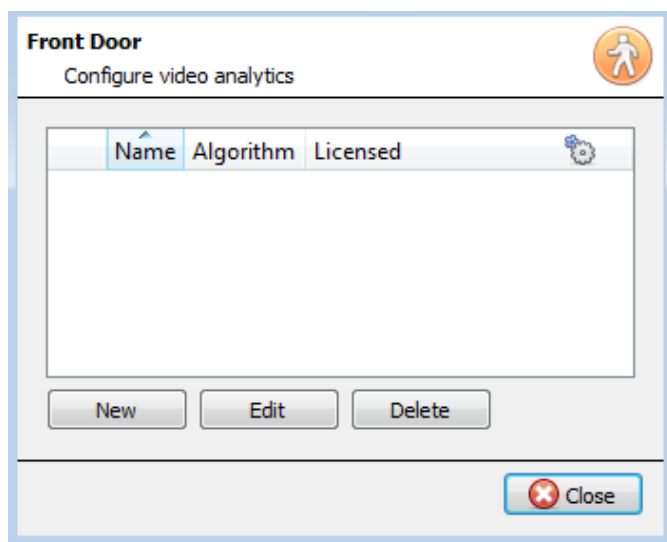 Front Door
Configure video analytics
Name Algorithm Licensed
New Edit Delete
Close